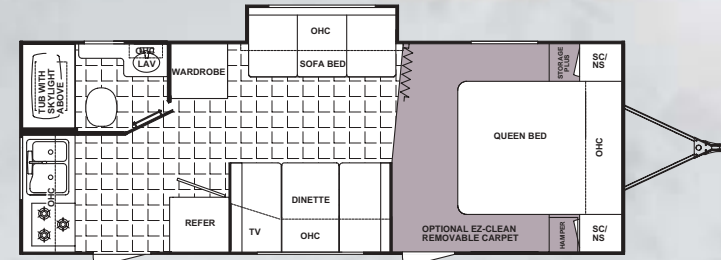 OHC
SOFA BED
WARDROBE
OHC
LAV
TUB WITH
SKYLIGHT
ABOVE
STORAGE
PLUS
SC/
NS
QUEEN BED
OHC
OHC
REFER
TV
DINETTE
OHC
OPTIONAL EZ-CLEAN
REMOVABLE CARPET
HAMPER
SC/
NS